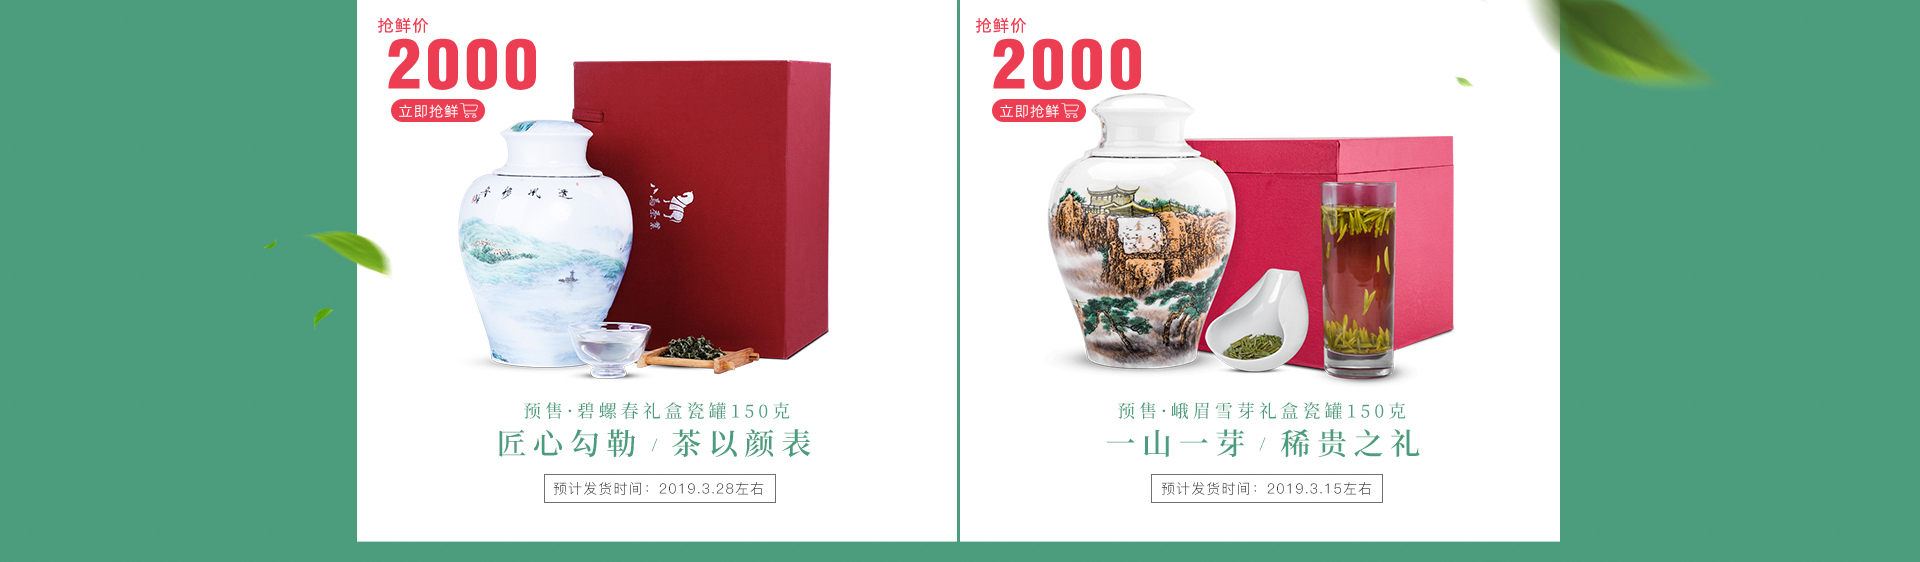 抢鲜价
2000
立即抢鲜
八马茶业
预售·碧螺春礼盒瓷罐150克
匠心勾勒 / 茶以颜表
预计发货时间：2019.3.28左右
抢鲜价
2000
立即抢鲜
预售·峨眉雪芽礼盒瓷罐150克
一山一芽 / 稀贵之礼
预计发货时间：2019.3.15左右